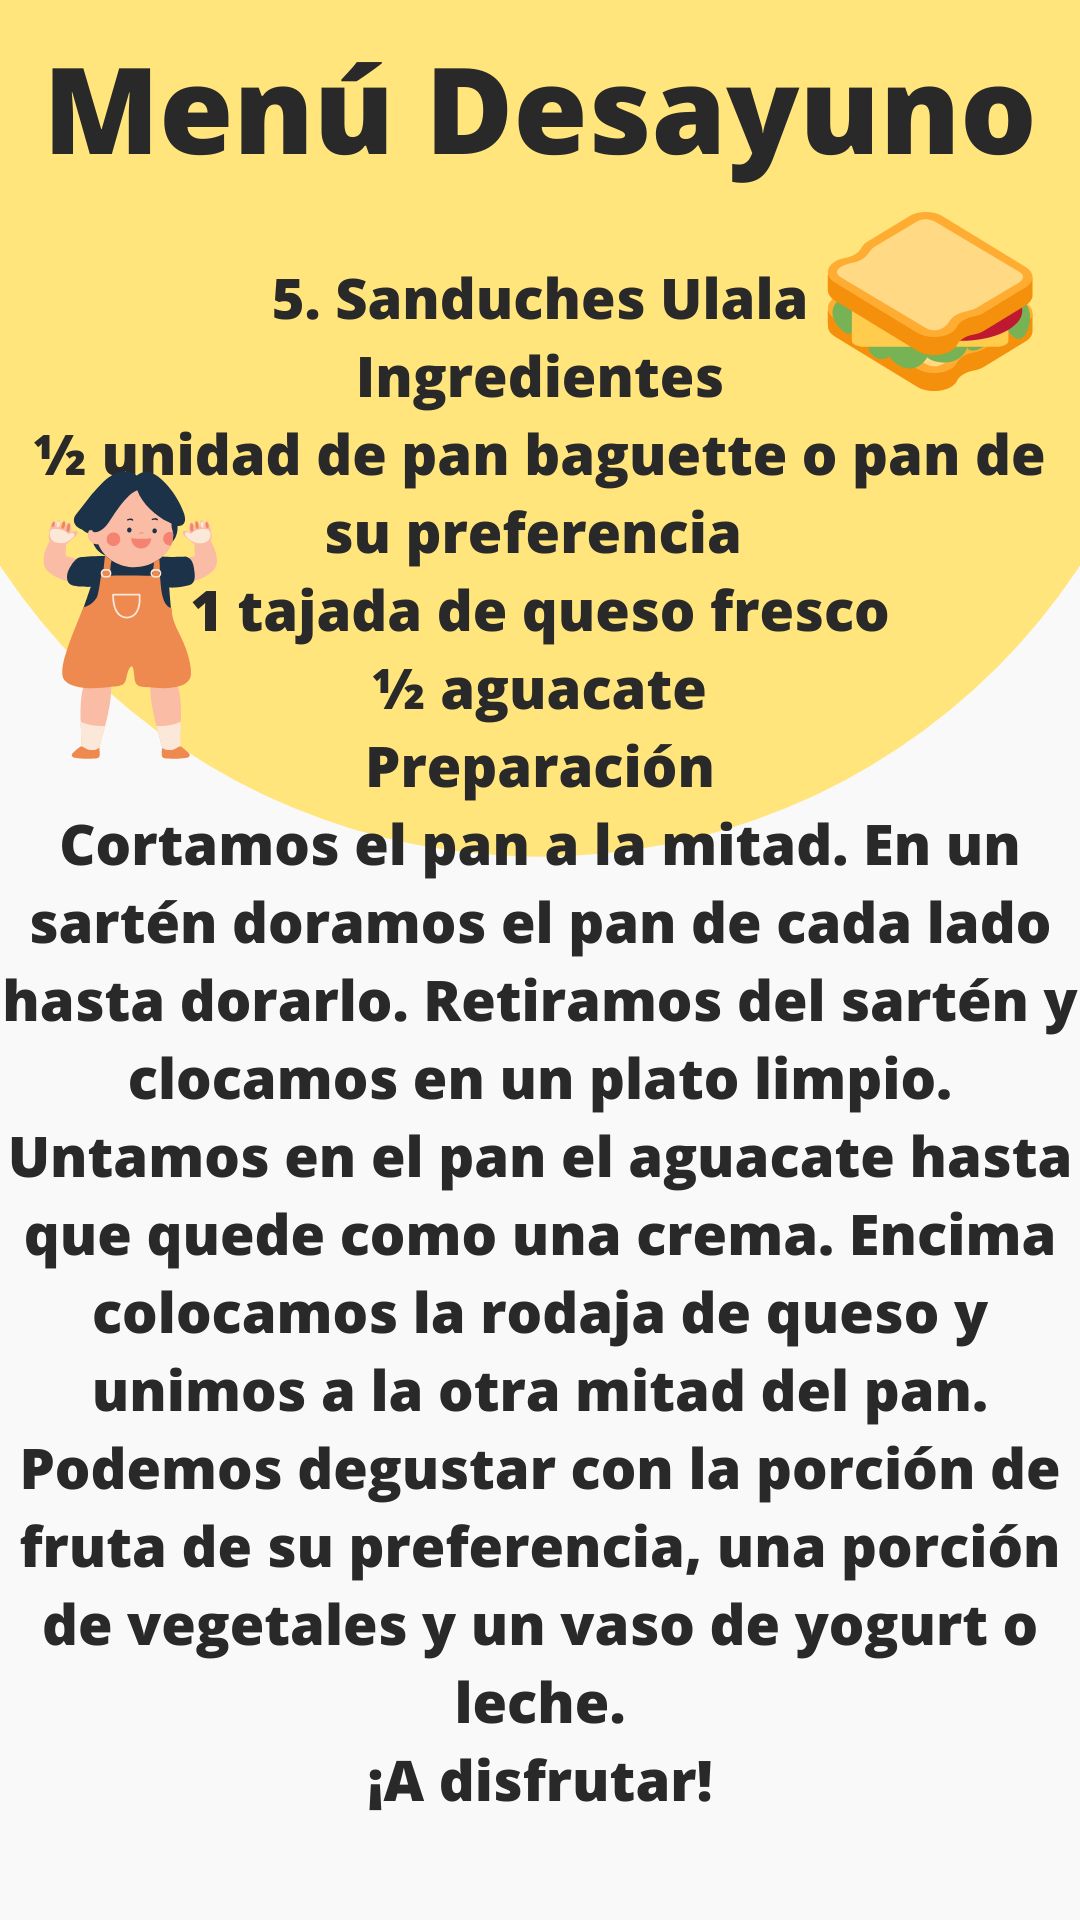 Menú Desayuno
5. Sanduches Ulala
Ingredientes
½ unidad de pan baguette o pan de
su preferencia
1 tajada de queso fresco
½ aguacate
Preparación
Cortamos el pan a la mitad. En un
sartén doramos el pan de cada lado
hasta dorarlo. Retiramos del sartén y
clocamos en un plato limpio.
Untamos en el pan el aguacate hasta
que quede como una crema. Encima
colocamos la rodaja de queso y
unimos a la otra mitad del pan.
Podemos degustar con la porción de
fruta de su preferencia, una porción
de vegetales y un vaso de yogurt o
leche.
¡A disfrutar!